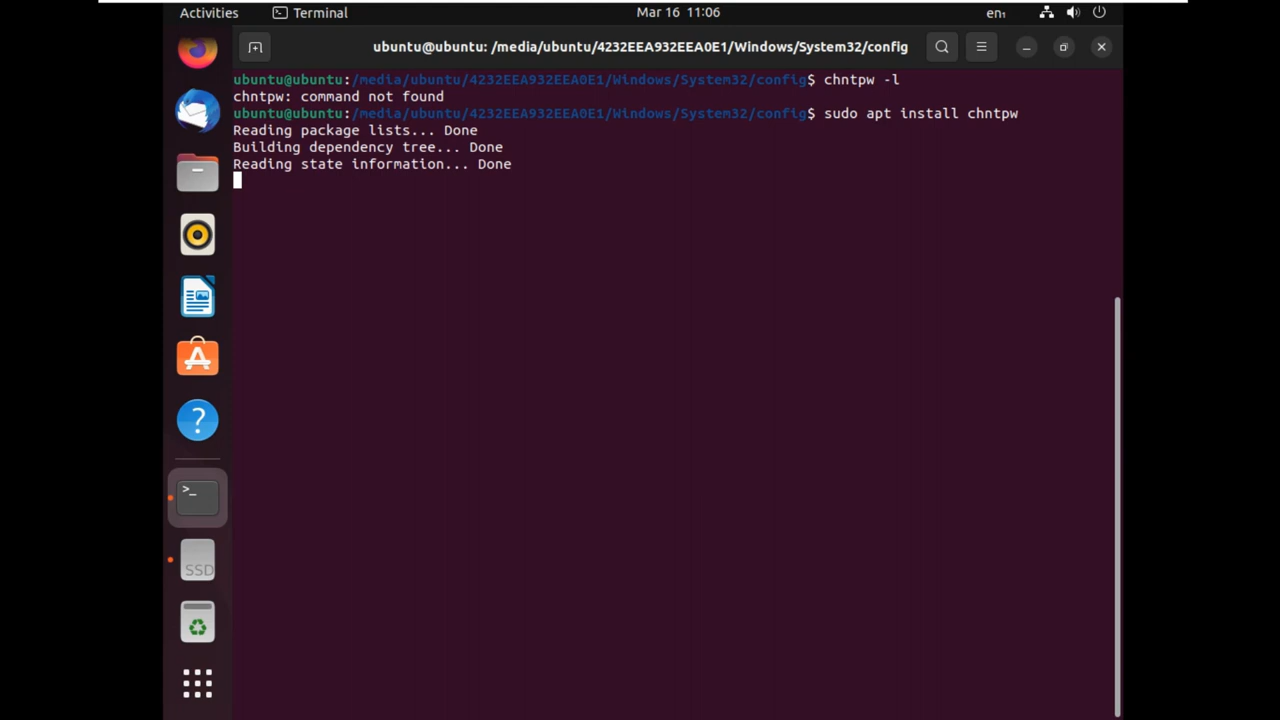 Activities
Terminal
Mar 16 11:06
en₁
ubuntu@ubuntu: /media/ubuntu/4232EEA932EEA0E1/Windows/System32/config
ubuntu@ubuntu:/media/ubuntu/4232EEA932EEA0E1/Windows/System32/config$ chntpw -l
chntpw: command not found
ubuntu@ubuntu:/media/ubuntu/4232EEA932EEA0E1/Windows/System32/config$ sudo apt install chntpw
Reading package lists... Done
Building dependency tree... Done
Reading state information... Done
SSD